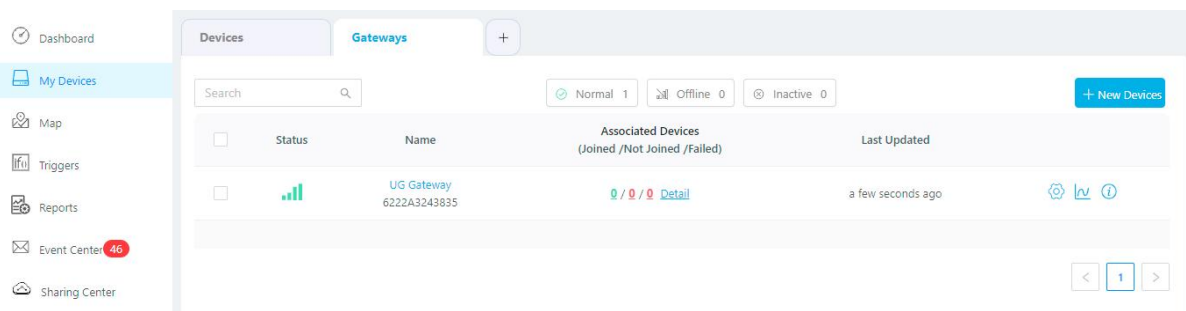 Dashboard
My Devices
Map
Triggers
Reports
Event Center 46
Sharing Center
Devices
Gateways
+
Search
Normal 1
Offline 0
Inactive 0
+ New Devices
Status
Name
Associated Devices
(Joined /Not Joined /Failed)
Last Updated
UG Gateway
6222A3243835
0 / 0 / 0 Detail
a few seconds ago
< 1 >